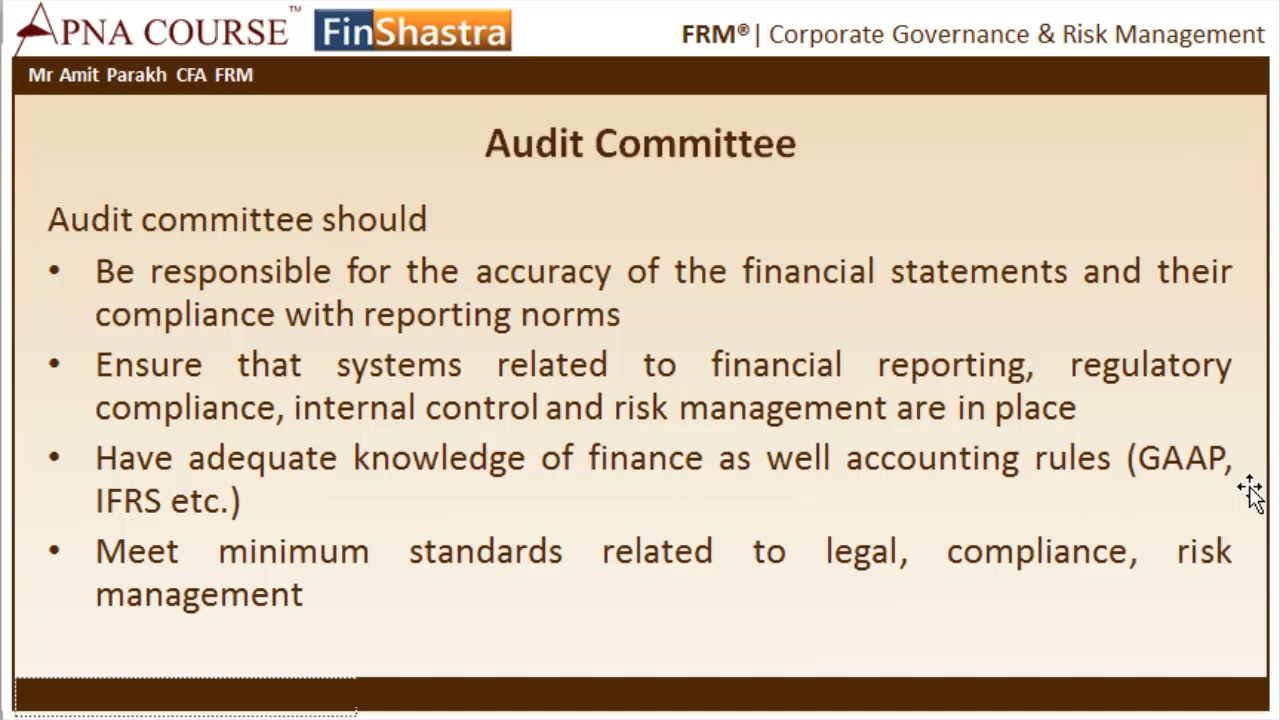 APNA COURSE™ FinShastra FRM®| Corporate Governance & Risk Management
Mr Amit Parakh CFA FRM
Audit Committee
Audit committee should
• Be responsible for the accuracy of the financial statements and their
compliance with reporting norms
• Ensure that systems related to financial reporting, regulatory
compliance, internal control and risk management are in place
• Have adequate knowledge of finance as well accounting rules (GAAP,
IFRS etc.)
• Meet minimum standards related to legal, compliance, risk
management